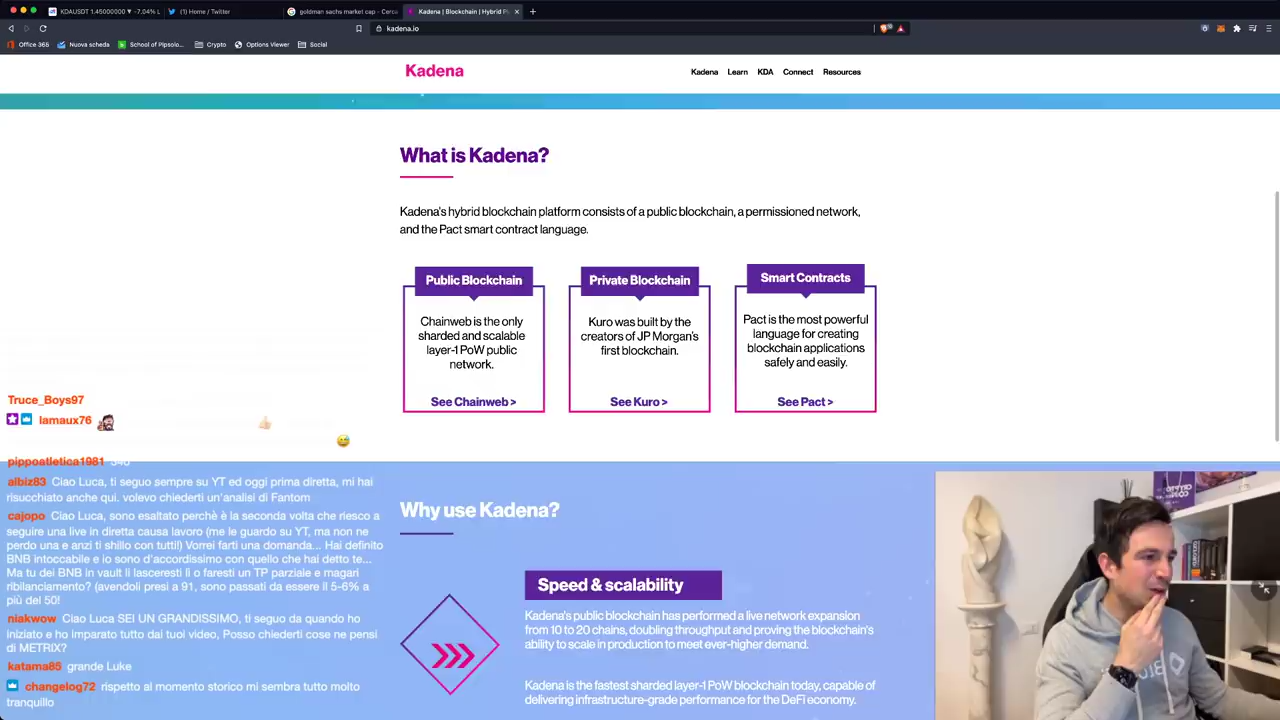 KDAUSDT 1.45000000 ▼ -7.04% L
(1) Home / Twitter
goldman sachs market cap - Cerca
Kadena | Blockchain | Hybrid Pl
kadena.io
Office 365
Nuova scheda
School of Pipsolo...
Crypto
Options Viewer
Social
Kadena
Kadena
Learn
KDA
Connect
Resources
What is Kadena?
Kadena's hybrid blockchain platform consists of a public blockchain, a permissioned network,
and the Pact smart contract language.
Public Blockchain
Chainweb is the only
sharded and scalable
layer-1 PoW public
network.
See Chainweb >
Private Blockchain
Kuro was built by the
creators of JP Morgan's
first blockchain.
See Kuro >
Smart Contracts
Pact is the most powerful
language for creating
blockchain applications
safely and easily.
See Pact >
Truce_Boys97
lamaux76
pippoatletica1981
albiz83 Ciao Luca, ti seguo sempre su YT ed oggi prima diretta, mi hai
risucchiato anche qui. volevo chiederti un'analisi di Fantom
cajopo Ciao Luca, sono esaltato perchè è la seconda volta che riesco a
seguire una live in diretta causa lavoro (me le guardo su YT, ma non ne
perdo una e anzi ti shillo con tutti!) Vorrei farti una domanda... Hai definito
BNB intoccabile e io sono d'accordissimo con quello che hai detto te...
Ma tu dei BNB in vault li lasceresti lì o faresti un TP parziale e magari
ribilanciamento? (avendoli presi a 91, sono passati da essere il 5-6% a
più del 50!
niakwow Ciao Luca SEI UN GRANDISSIMO, ti seguo da quando ho
iniziato e ho imparato tutto dai tuoi video, Posso chiederti cose ne pensi
di METRIX?
katama85 grande Luke
changelog72 rispetto al momento storico mi sembra tutto molto
tranquillo
Why use Kadena?
Speed & scalability
Kadena's public blockchain has performed a live network expansion
from 10 to 20 chains, doubling throughput and proving the blockchain's
ability to scale in production to meet ever-higher demand.
Kadena is the fastest sharded layer-1 PoW blockchain today, capable of
delivering infrastructure-grade performance for the DeFi economy.